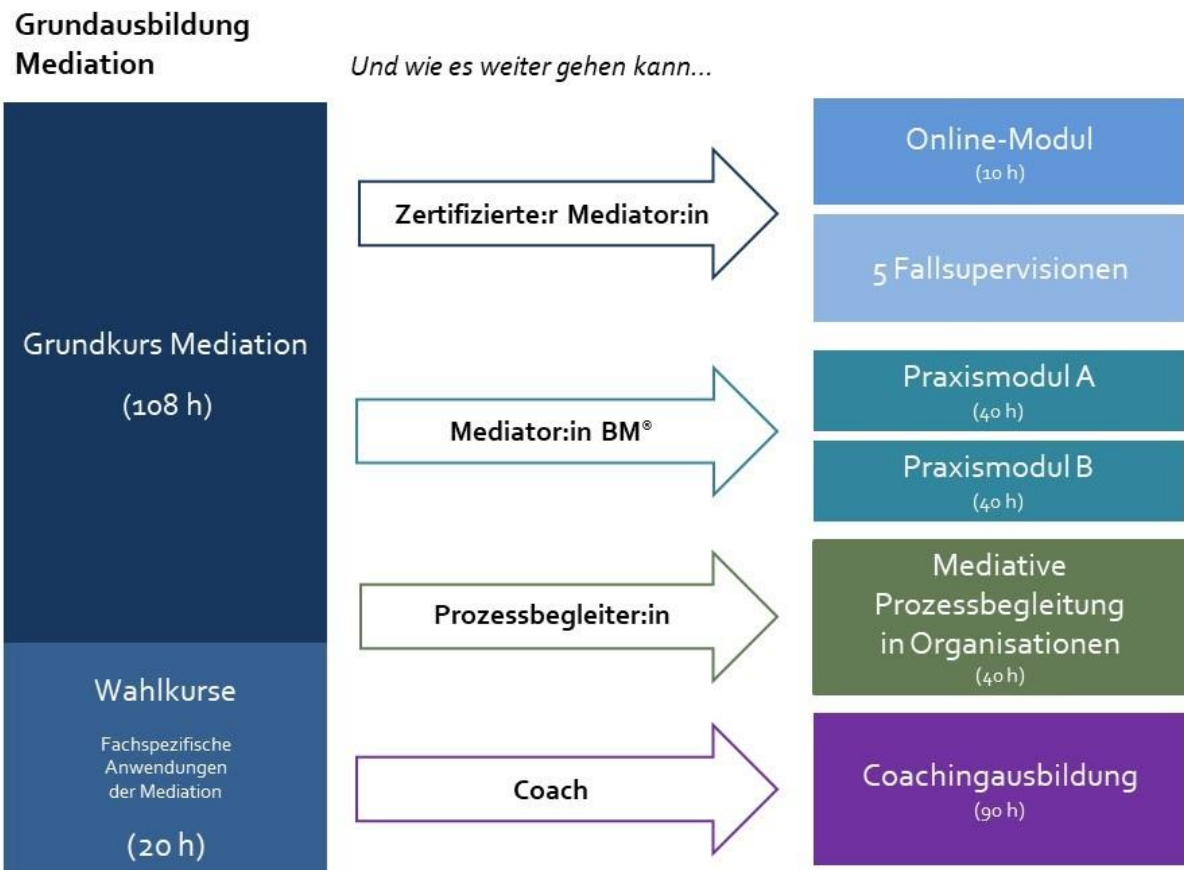 Grundausbildung
Mediation
Und wie es weiter gehen kann...
Grundkurs Mediation
(108 h)
Wahlkurse
Fachspezifische
Anwendungen
der Mediation
(20 h)
Zertifizierte:r Mediator:in
Online-Modul
(10 h)
5 Fallsupervisionen
Mediator:in BM®
Praxismodul A
(40 h)
Praxismodul B
(40 h)
Prozessbegleiter:in
Mediative
Prozessbegleitung
in Organisationen
(40 h)
Coach
Coachingausbildung
(90 h)